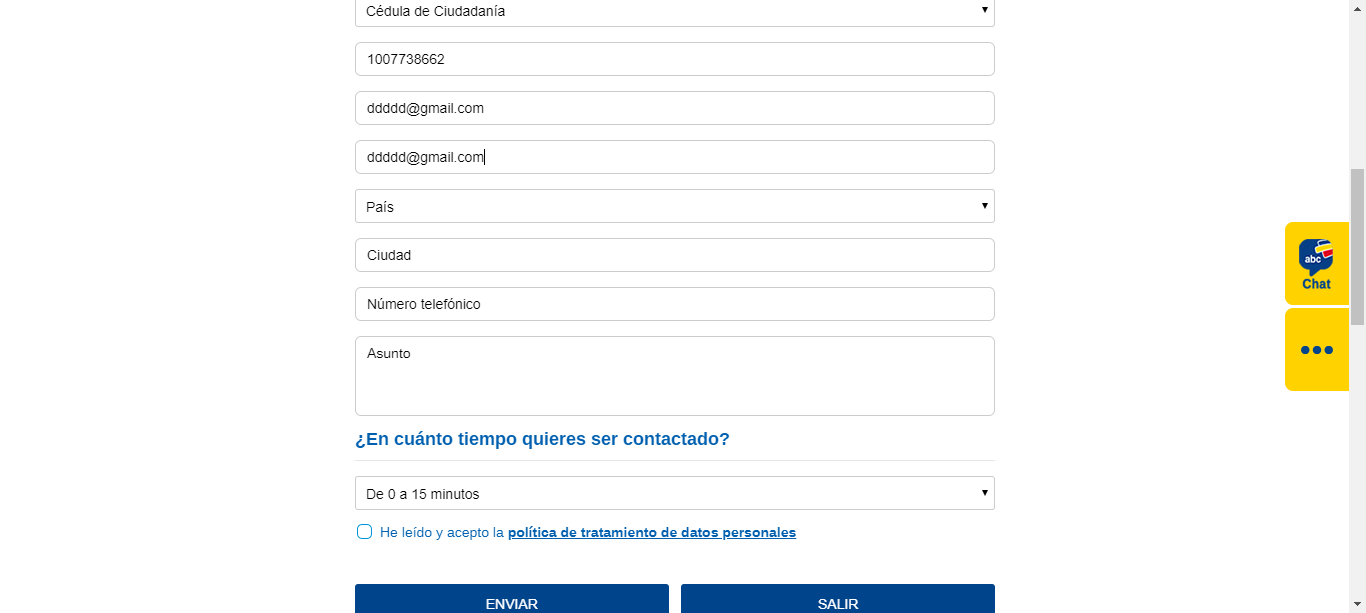 Cédula de Ciudadanía
1007738662
ddddd@gmail.com
ddddd@gmail.com
País
Ciudad
Número telefónico
Asunto
¿En cuánto tiempo quieres ser contactado?
De 0 a 15 minutos
He leído y acepto la política de tratamiento de datos personales
ENVIAR
SALIR
abc
Chat